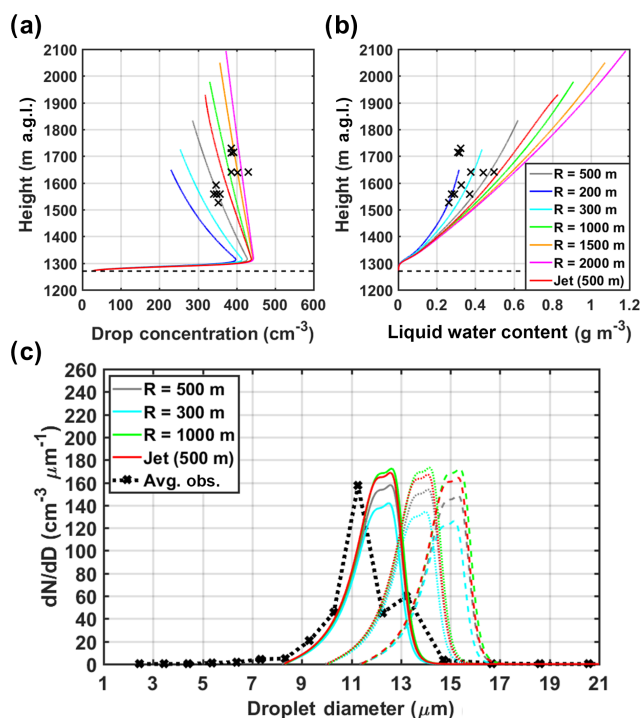 (a)
2100
2000
1900
1800
1700
1600
1500
1400
1300
1200
Height (m a.g.l.)
0 100 200 300 400 500 600
Drop concentration (cm-3)
(b)
2100
2000
1900
1800
1700
1600
1500
1400
1300
1200
Height (m a.g.l.)
R = 500 m
R = 200 m
R = 300 m
R = 1000 m
R = 1500 m
R = 2000 m
Jet (500 m)
0 0.2 0.4 0.6 0.8 1 1.2
Liquid water content (g m-3)
(c)
260
240
220
200
180
160
140
120
100
80
60
40
20
0
dN/dD (cm-3 μm-1)
R = 500 m
R = 300 m
R = 1000 m
Jet (500 m)
Avg. obs.
1 3 5 7 9 11 13 15 17 19 21
Droplet diameter (μm)